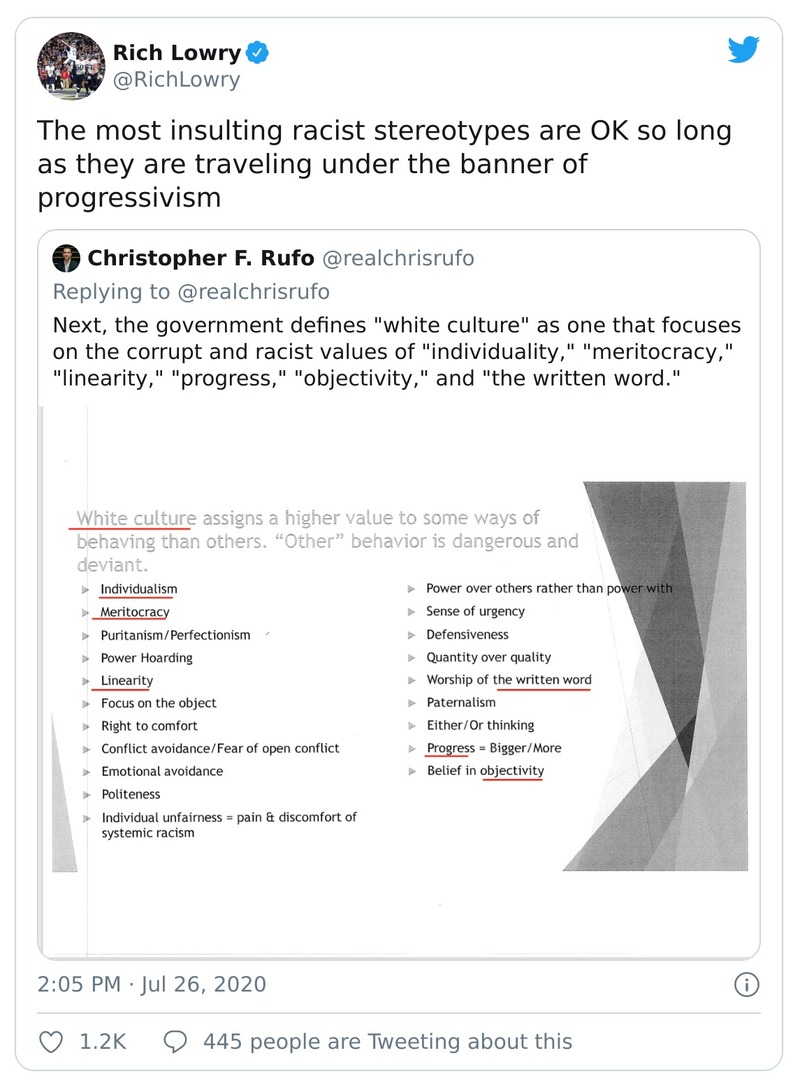 Rich Lowry
@RichLowry
The most insulting racist stereotypes are OK so long
as they are traveling under the banner of
progressivism
Christopher F. Rufo @realchrisrufo
Replying to @realchrisrufo
Next, the government defines "white culture" as one that focuses
on the corrupt and racist values of "individuality," "meritocracy,"
"linearity," "progress," "objectivity," and "the written word."
White culture assigns a higher value to some ways of
behaving than others. “Other” behavior is dangerous and
deviant.
Individualism
Meritocracy
Puritanism/Perfectionism
Power Hoarding
Linearity
Focus on the object
Right to comfort
Conflict avoidance/Fear of open conflict
Emotional avoidance
Politeness
Individual unfairness = pain & discomfort of
systemic racism
Power over others rather than power with
Sense of urgency
Defensiveness
Quantity over quality
Worship of the written word
Paternalism
Either/Or thinking
Progress = Bigger/More
Belief in objectivity
2:05 PM · Jul 26, 2020
1.2K
445 people are Tweeting about this